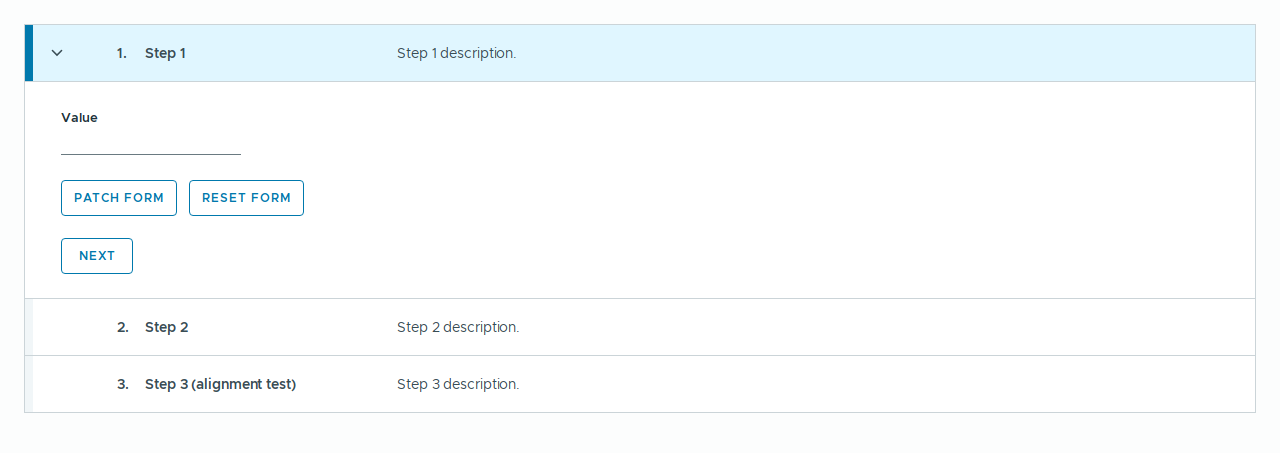 1. Step 1 Step 1 description.
Value
PATCH FORM RESET FORM
NEXT
2. Step 2 Step 2 description.
3. Step 3 (alignment test) Step 3 description.